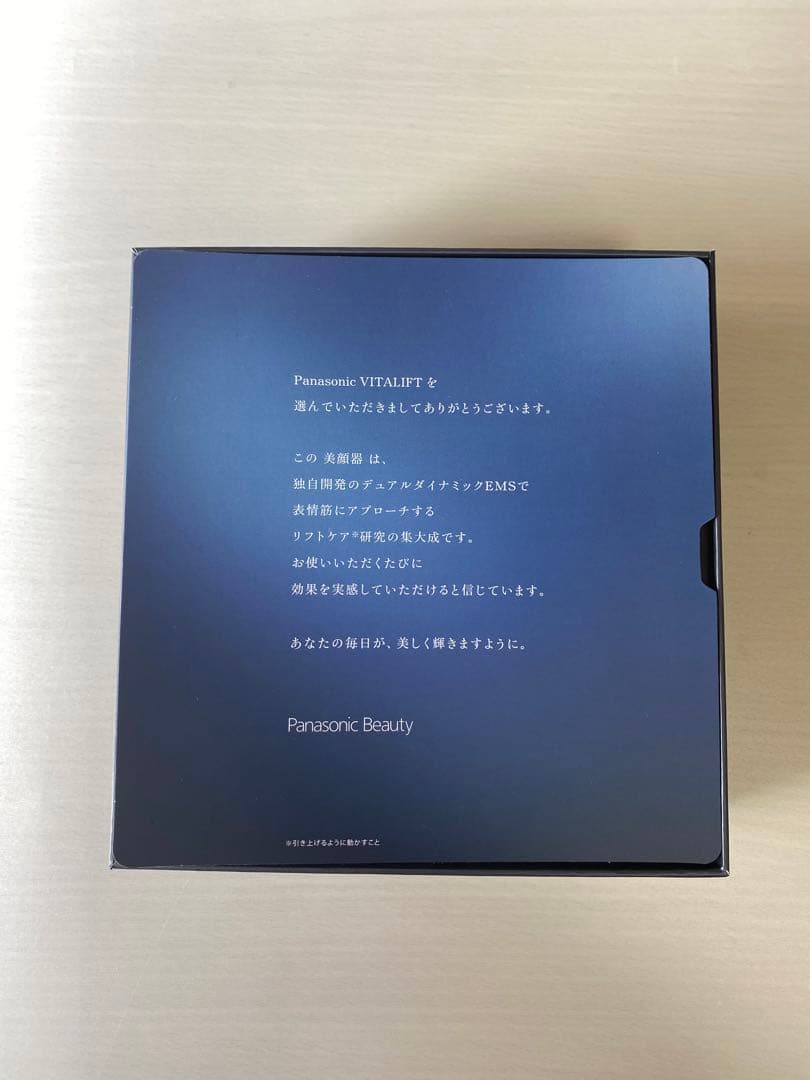 Panasonic VITALIFT を
選んでいただきましてありがとうございます。
この 美顔器 は、
独自開発のデュアルダイナミックEMSで
表情筋にアプローチする
リフトケア※研究の集大成です。
お使いいただくたびに
効果を実感していただけると信じています。
あなたの毎日が、美しく輝きますように。
Panasonic Beauty
※引き上げるように動かすこと